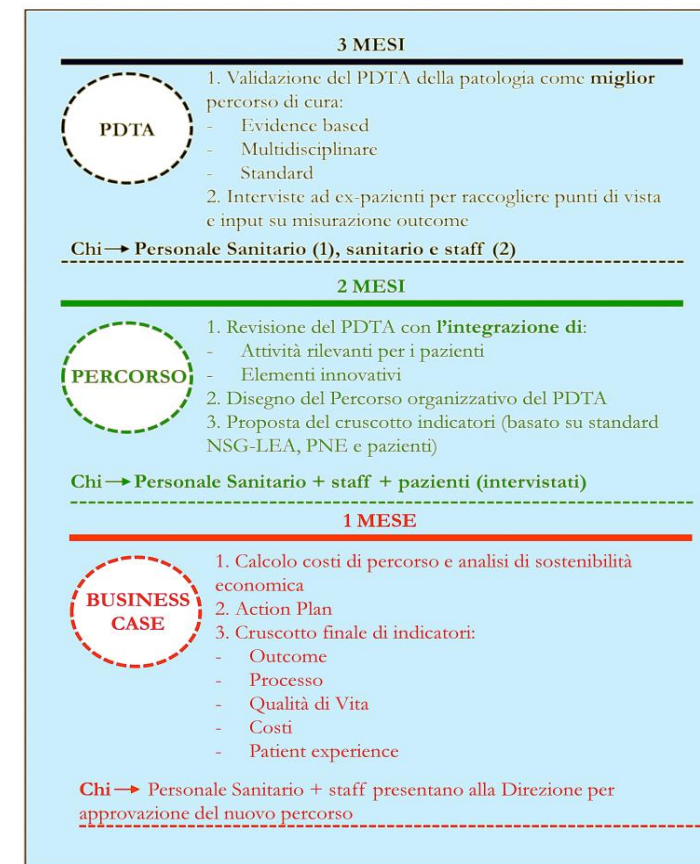 3 MESI
PDTA
1. Validazione del PDTA della patologia come miglior
percorso di cura:
- Evidence based
- Multidisciplinare
- Standard
2. Interviste ad ex-pazienti per raccogliere punti di vista
e input su misurazione outcome
Chi → Personale Sanitario (1), sanitario e staff (2)
2 MESI
PERCORSO
1. Revisione del PDTA con l'integrazione di:
- Attività rilevanti per i pazienti
- Elementi innovativi
2. Disegno del Percorso organizzativo del PDTA
3. Proposta del cruscotto indicatori (basato su standard
NSG-LEA, PNE e pazienti)
Chi → Personale Sanitario + staff + pazienti (intervistati)
1 MESE
BUSINESS
CASE
1. Calcolo costi di percorso e analisi di sostenibilità
economica
2. Action Plan
3. Cruscotto finale di indicatori:
- Outcome
- Processo
- Qualità di Vita
- Costi
- Patient experience
Chi → Personale Sanitario + staff presentano alla Direzione per
approvazione del nuovo percorso